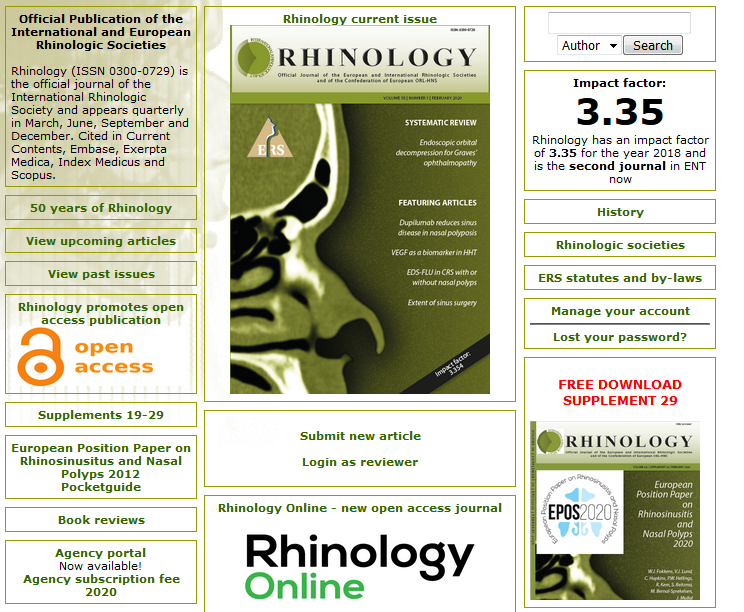 Official Publication of the
International and European
Rhinologic Societies
Rhinology (ISSN 0300-0729) is
the official journal of the
International Rhinologic
Society and appears quarterly
in March, June, September and
December. Cited in Current
Contents, Embase, Exerpta
Medica, Index Medicus and
Scopus.
50 years of Rhinology
View upcoming articles
View past issues
Rhinology promotes open
access publication
open
access
Supplements 19-29
European Position Paper on
Rhinosinusitus and Nasal
Polyps 2012
Pocketguide
Book reviews
Agency portal
Now available!
Agency subscription fee
2020
Rhinology current issue
ISSN 0300-0729
RHINOLOGY
Official Journal of the European and International Rhinologic Societies
and of the Confederation of European ORL-HNS
VOLUME 58 | NUMBER 1 | FEBRUARY 2020
ERS
SYSTEMATIC REVIEW
Endoscopic orbital
decompression for Graves'
ophthalmopathy
FEATURING ARTICLES
Dupilumab reduces sinus
disease in nasal polyposis
VEGF as a biomarker in HHT
EDS-FLU in CRS with or
without nasal polyps
Extent of sinus surgery
Impact factor:
3.354
Submit new article
Login as reviewer
Rhinology Online - new open access journal
Rhinology
Online
Author
Search
Impact factor:
3.35
Rhinology has an impact factor
of 3.35 for the year 2018 and
is the second journal in ENT
now
History
Rhinologic societies
ERS statutes and by-laws
Manage your account
Lost your password?
FREE DOWNLOAD
SUPPLEMENT 29
RHINOLOGY
Official Journal of the European and International Rhinologic Societies
and of the Confederation of European ORL-HNS
European Position Paper on Rhinosinusitis and Nasal Polyps
EPOS2020
European
Position Paper
on
Rhinosinusitis
and
Nasal Polyps
2020
W.J. Fokkens, V.J. Lund,
C. Hopkins, P.W. Hellings,
R. Kern, S. Reitsma,